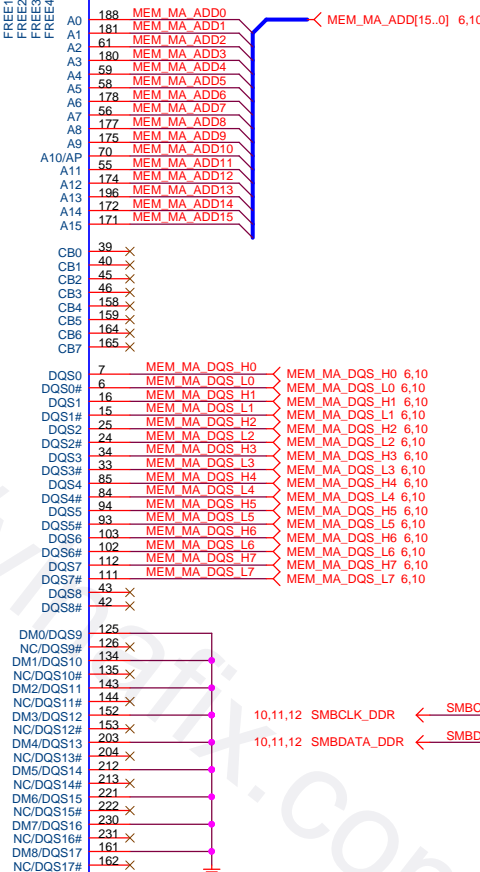 FREE1
FREE2
FREE3
FREE4
A0 188 MEM_MA_ADD0 MEM_MA_ADD[15..0] 6,10
A1 181 MEM_MA_ADD1
A2 61 MEM_MA_ADD2
A3 180 MEM_MA_ADD3
A4 59 MEM_MA_ADD4
A5 58 MEM_MA_ADD5
A6 178 MEM_MA_ADD6
A7 56 MEM_MA_ADD7
A8 177 MEM_MA_ADD8
A9 175 MEM_MA_ADD9
A10/AP 70 MEM_MA_ADD10
A11 55 MEM_MA_ADD11
A12 174 MEM_MA_ADD12
A13 196 MEM_MA_ADD13
A14 172 MEM_MA_ADD14
A15 171 MEM_MA_ADD15
CB0 39
CB1 40
CB2 45
CB3 46
CB4 158
CB5 159
CB6 164
CB7 165
DQS0 7 MEM_MA_DQS_H0 MEM_MA_DQS_H0 6,10
DQS0# 6 MEM_MA_DQS_L0 MEM_MA_DQS_L0 6,10
DQS1 16 MEM_MA_DQS_H1 MEM_MA_DQS_H1 6,10
DQS1# 15 MEM_MA_DQS_L1 MEM_MA_DQS_L1 6,10
DQS2 25 MEM_MA_DQS_H2 MEM_MA_DQS_H2 6,10
DQS2# 24 MEM_MA_DQS_L2 MEM_MA_DQS_L2 6,10
DQS3 34 MEM_MA_DQS_H3 MEM_MA_DQS_H3 6,10
DQS3# 33 MEM_MA_DQS_L3 MEM_MA_DQS_L3 6,10
DQS4 85 MEM_MA_DQS_H4 MEM_MA_DQS_H4 6,10
DQS4# 84 MEM_MA_DQS_L4 MEM_MA_DQS_L4 6,10
DQS5 94 MEM_MA_DQS_H5 MEM_MA_DQS_H5 6,10
DQS5# 93 MEM_MA_DQS_L5 MEM_MA_DQS_L5 6,10
DQS6 103 MEM_MA_DQS_H6 MEM_MA_DQS_H6 6,10
DQS6# 102 MEM_MA_DQS_L6 MEM_MA_DQS_L6 6,10
DQS7 112 MEM_MA_DQS_H7 MEM_MA_DQS_H7 6,10
DQS7# 111 MEM_MA_DQS_L7 MEM_MA_DQS_L7 6,10
DQS8 43
DQS8# 42
DM0/DQS9 125
NC/DQS9# 126
DM1/DQS10 134
NC/DQS10# 135
DM2/DQS11 143
NC/DQS11# 144
DM3/DQS12 152 10,11,12 SMBCLK_DDR SMBC
NC/DQS12# 153
DM4/DQS13 203 10,11,12 SMBDATA_DDR SMBD
NC/DQS13# 204
DM5/DQS14 212
NC/DQS14# 213
DM6/DQS15 221
NC/DQS15# 222
DM7/DQS16 230
NC/DQS16# 231
DM8/DQS17 161
NC/DQS17# 162